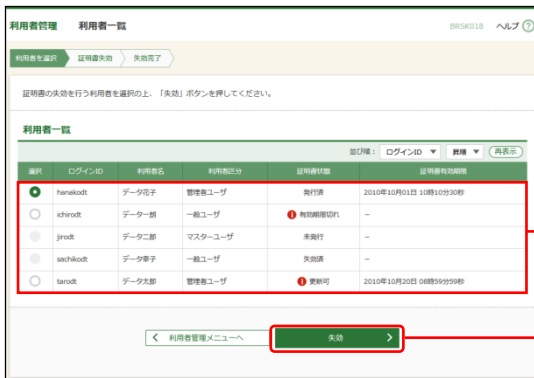 利用者管理 利用者一覧 BRSK018 ヘルプ ?
利用者を選択 証明書失効 失効完了
証明書の失効を行う利用者を選択の上、「失効」ボタンを押してください。
利用者一覧
並び順： ログインID ▼ 昇順 ▼ 再表示
選択 ログインID 利用者名 利用者区分 証明書状態 証明書有効期限
hanakodt データ花子 管理者ユーザ 発行済 2010年10月01日 10時10分30秒
ichirodt データ一朗 一般ユーザ 有効期限切れ －
jirodt データ二郎 マスターユーザ 未発行 －
sachikodt データ幸子 一般ユーザ 失効済 －
tarodt データ太郎 管理者ユーザ 更新可 2010年10月20日 08時59分59秒
利用者管理メニューへ 失効